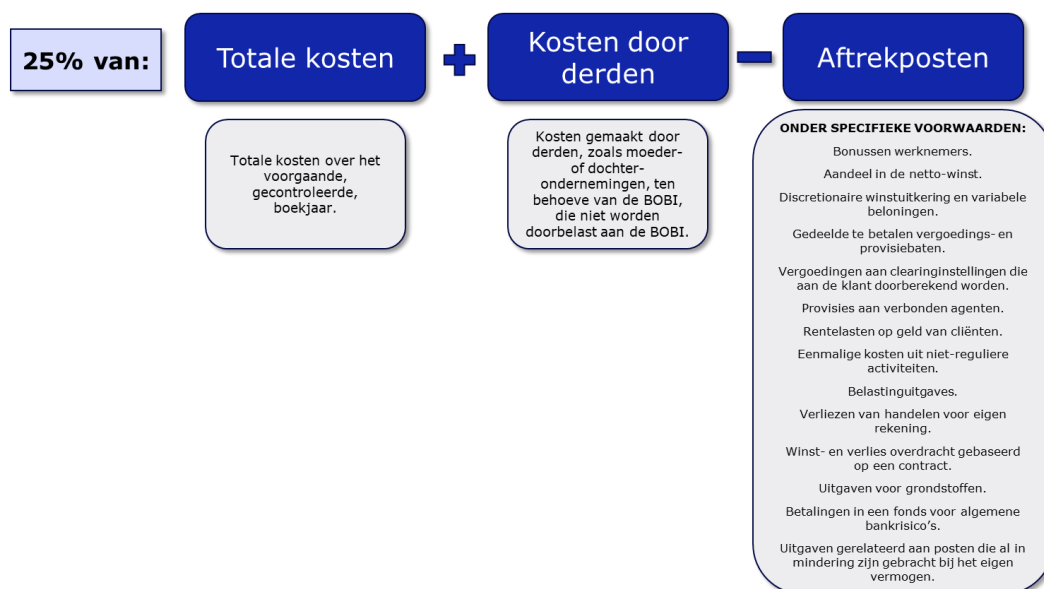 25% van:
Totale kosten
Kosten door
derden
Aftrekposten
Totale kosten over het
voorgaande,
gecontroleerde,
boekjaar.
Kosten gemaakt door
derden, zoals moeder-
of dochter-
ondernemingen, ten
behoeve van de BOBI,
die niet worden
doorbelast aan de BOBI.
ONDER SPECIFIEKE VOORWAARDEN:
Bonussen werknemers.
Aandeel in de netto-winst.
Discretionaire winstuitkering en variabele
beloningen.
Gedeelde te betalen vergoedings- en
provisiebaten.
Vergoedingen aan clearinginstellingen die
aan de klant doorberekend worden.
Provisies aan verbonden agenten.
Rentelasten op geld van cliënten.
Eenmalige kosten uit niet-reguliere
activiteiten.
Belastinguitgaves.
Verliezen van handelen voor eigen
rekening.
Winst- en verlies overdracht gebaseerd
op een contract.
Uitgaven voor grondstoffen.
Betalingen in een fonds voor algemene
bankrisico's.
Uitgaven gerelateerd aan posten die al in
mindering zijn gebracht bij het eigen
vermogen.